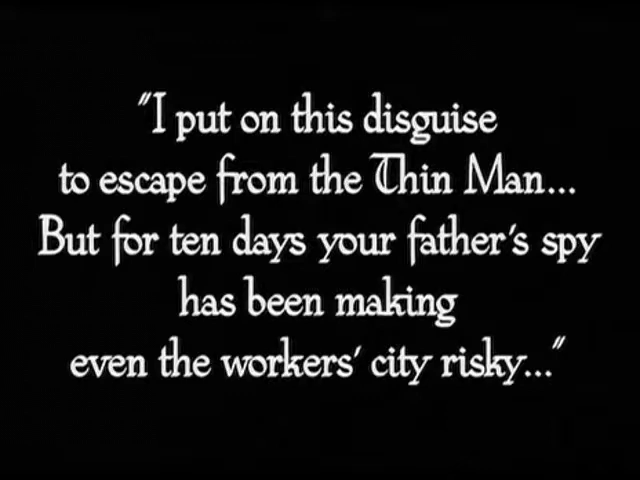 "I put on this disguise
to escape from the Thin Man...
But for ten days your father's spy
has been making
even the workers' city risky..."